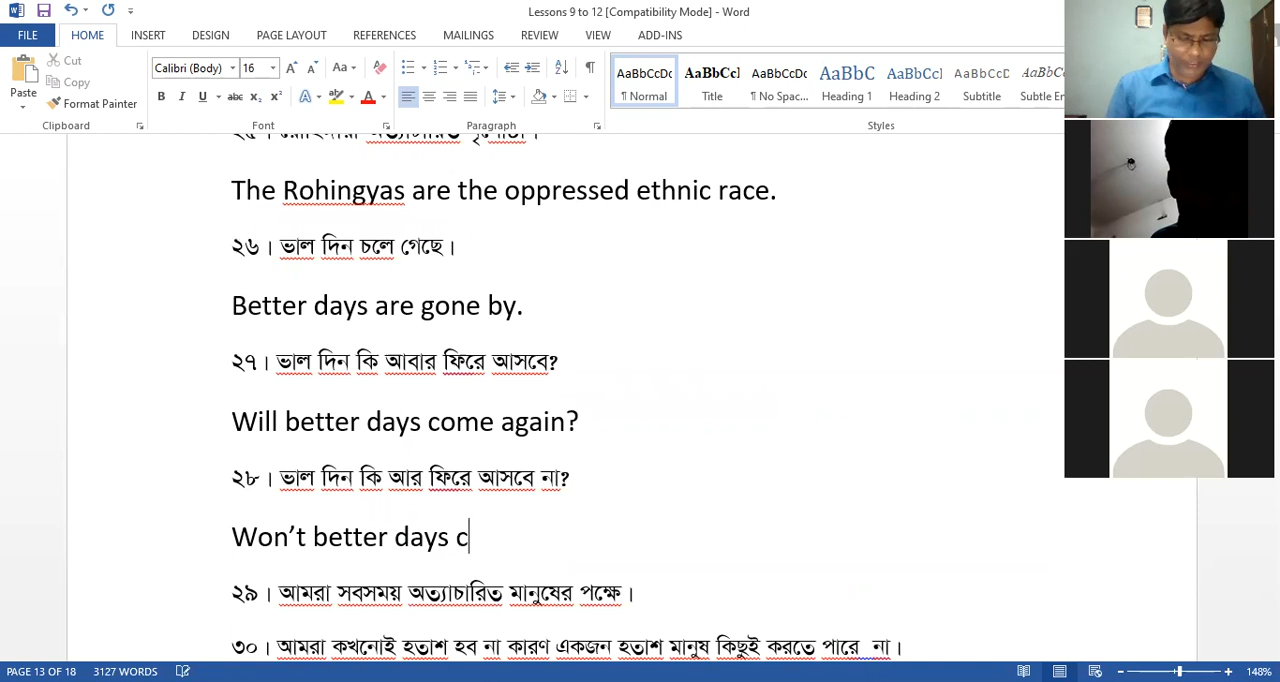 Lessons 9 to 12 [Compatibility Mode] - Word
FILE HOME INSERT DESIGN PAGE LAYOUT REFERENCES MAILINGS REVIEW VIEW ADD-INS
Cut
Copy
Format Painter
Paste
Calibri (Body) 16
Clipboard Font Paragraph Styles
AaBbCcDc AaBbCcl AaBbCcDc AaBbC AaBbCcl AaBbCcD AaBbCcD
¶ Normal Title ¶ No Spac... Heading 1 Heading 2 Subtitle Subtle Em
The Rohingyas are the oppressed ethnic race.
২৬। ভাল দিন চলে গেছে।
Better days are gone by.
২৭। ভাল দিন কি আবার ফিরে আসবে?
Will better days come again?
২৮। ভাল দিন কি আর ফিরে আসবে না?
Won’t better days c
২৯। আমরা সবসময় অত্যাচারিত মানুষের পক্ষে।
৩০। আমরা কখনোই হতাশ হব না কারণ একজন হতাশ মানুষ কিছুই করতে পারে না।
PAGE 13 OF 18 3127 WORDS 148%